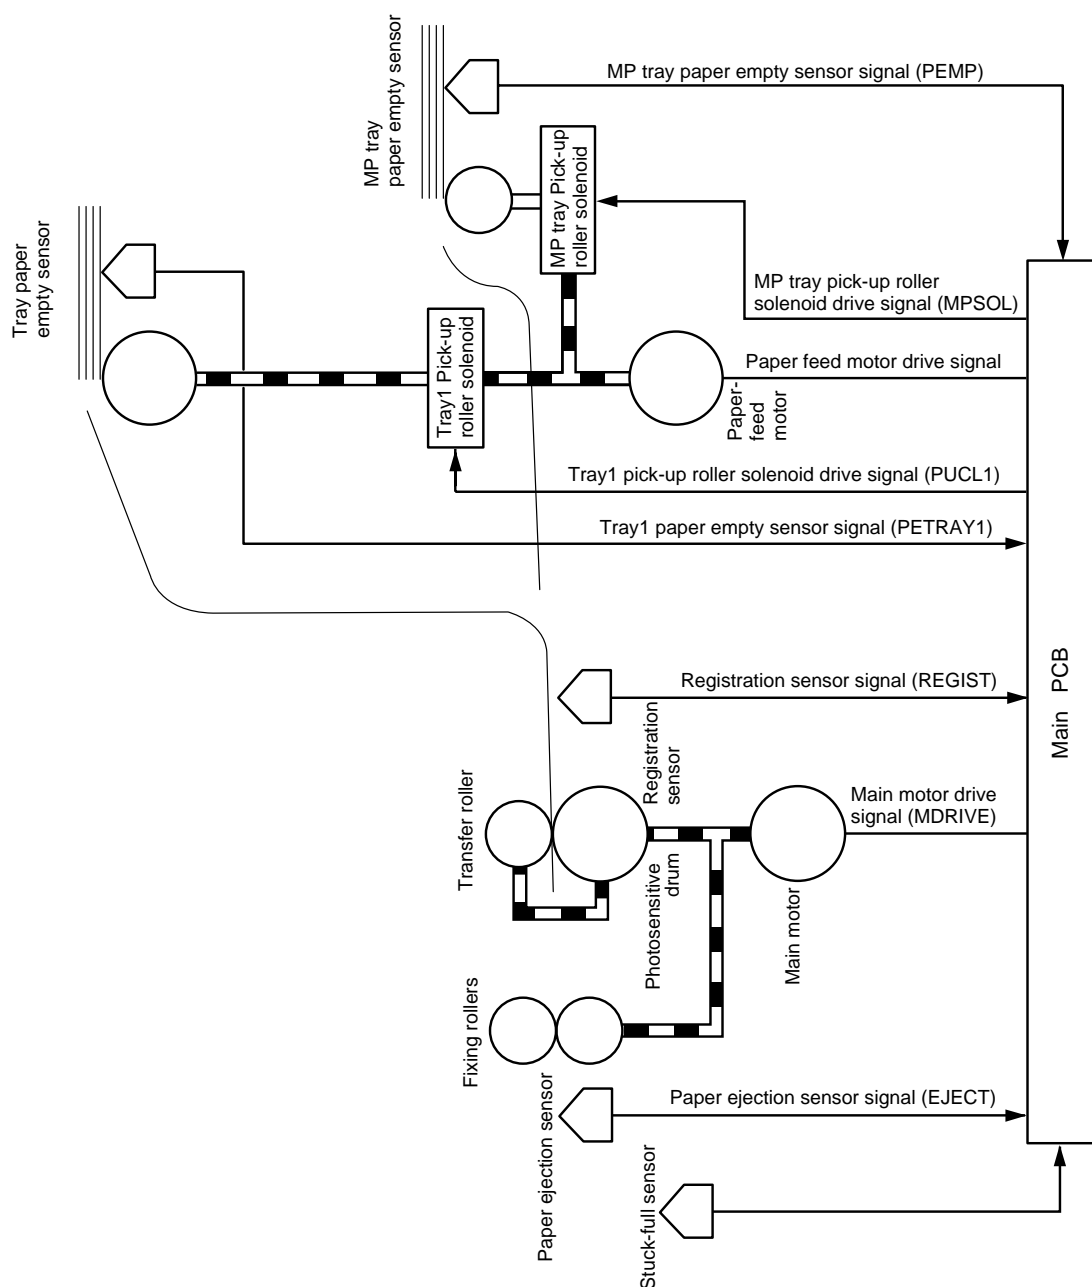 MP tray paper empty sensor signal (PEMP)
MP tray
paper empty sensor
MP tray Pick-up
roller solenoid
Tray paper
empty sensor
MP tray pick-up roller
solenoid drive signal (MPSOL)
Tray1 Pick-up
roller solenoid
Paper feed motor drive signal
Paper-
feed
motor
Tray1 pick-up roller solenoid drive signal (PUCL1)
Tray1 paper empty sensor signal (PETRAY1)
Registration sensor signal (REGIST)
Main PCB
Registration
sensor
Transfer roller
Main motor drive
signal (MDRIVE)
Photosensitive
drum
Main motor
Fixing rollers
Paper ejection sensor signal (EJECT)
Paper ejection sensor
Stuck-full sensor